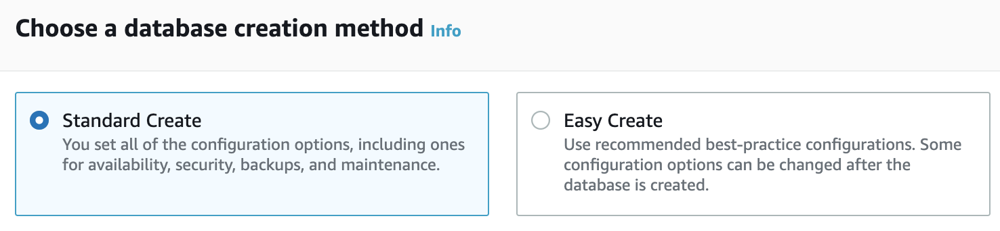 Choose a database creation method Info
Standard Create
You set all of the configuration options, including ones
for availability, security, backups, and maintenance.
Easy Create
Use recommended best-practice configurations. Some
configuration options can be changed after the
database is created.